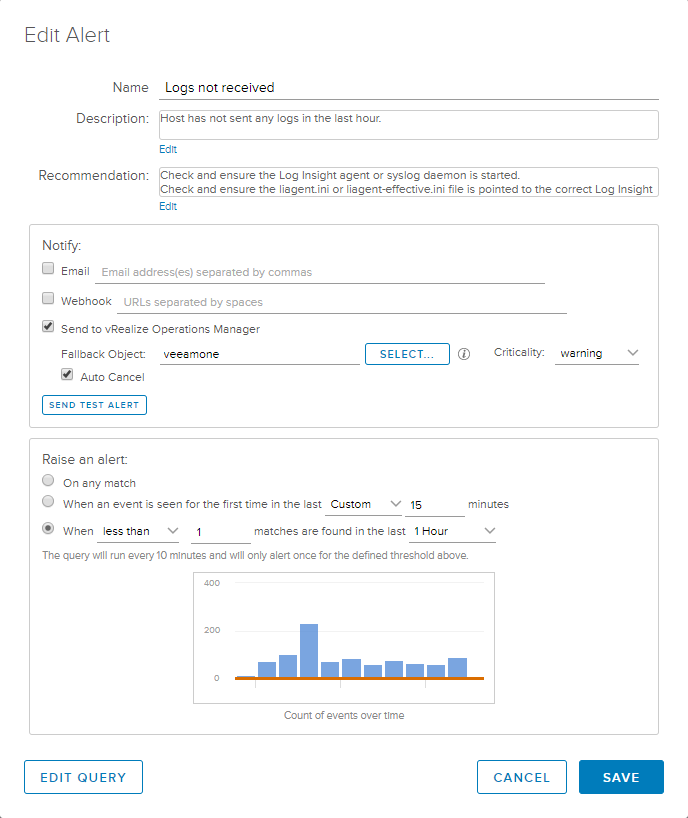 Edit Alert
Name Logs not received
Description: Host has not sent any logs in the last hour.
Edit
Recommendation: Check and ensure the Log Insight agent or syslog daemon is started.
Check and ensure the liagent.ini or liagent-effective.ini file is pointed to the correct Log Insight
Edit
Notify:
Email Email address(es) separated by commas
Webhook URLs separated by spaces
Send to vRealize Operations Manager
Fallback Object: veeamone SELECT... i Criticality: warning
Auto Cancel
SEND TEST ALERT
Raise an alert:
On any match
When an event is seen for the first time in the last Custom 15 minutes
When less than 1 matches are found in the last 1 Hour
The query will run every 10 minutes and will only alert once for the defined threshold above.
400
200
0
Count of events over time
EDIT QUERY CANCEL SAVE